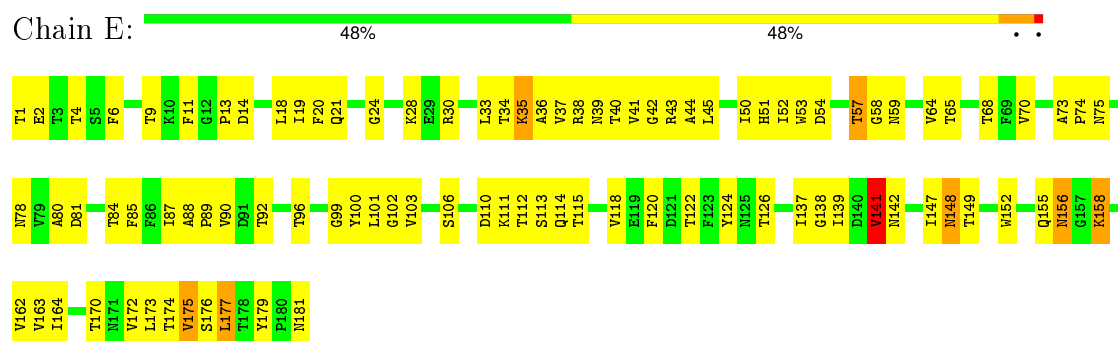 Chain E:
48% 48% • •
T1 E2 T3 T4 S5 F6 T9 K10 F11 G12 P13 D14 L18 I19 F20 Q21 G24 K28 E29 R30 L33 T34 K35 A36 V37 R38 N39 T40 V41 G42 R43 A44 L45 I50 H51 I52 W53 D54 T57 G58 N59 V64 T65 T68 F69 V70 A73 P74 N75
N78 V79 A80 D81 T84 F85 F86 I87 A88 P89 V90 D91 T92 T96 G99 Y100 L101 G102 V103 S106 D110 K111 T112 S113 Q114 T115 V118 E119 F120 D121 T122 F123 Y124 N125 T126 I137 G138 I139 D140 V141 N142 I147 N148 T149 W152 Q155 N156 G157 K158
V162 V163 I164 T170 N171 V172 L173 T174 V175 S176 L177 T178 Y179 P180 N181